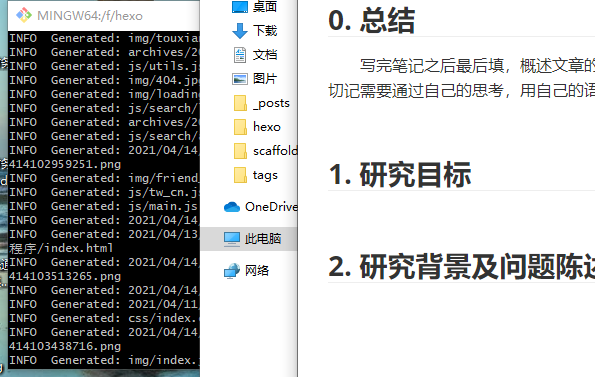 MINGW64:/f/hexo
INFO Generated: img/touxian
INFO Generated: archives/20
INFO Generated: js/utils.js
INFO Generated: img/404.jp
INFO Generated: img/loading
INFO Generated: js/search/
INFO Generated: archives/20
INFO Generated: js/search/
INFO Generated: 2021/04/14,
414102959251.png
INFO Generated: img/friend_
INFO Generated: js/tw_cn.js
INFO Generated: js/main.js
INFO Generated: 2021/04/14,
INFO Generated: 2021/04/13,
程序/index.html
INFO Generated: 2021/04/14,
414103513265.png
INFO Generated: 2021/04/14,
INFO Generated: 2021/04/11,
INFO Generated: css/index.
INFO Generated: 2021/04/14,
414103438716.png
INFO Generated: img/index.
桌面
下载
文档
图片
_posts
hexo
scaffold
tags
OneDrive
此电脑
网络
0. 总结
写完笔记之后最后填，概述文章的
切记需要通过自己的思考，用自己的语
1. 研究目标
2. 研究背景及问题陈述